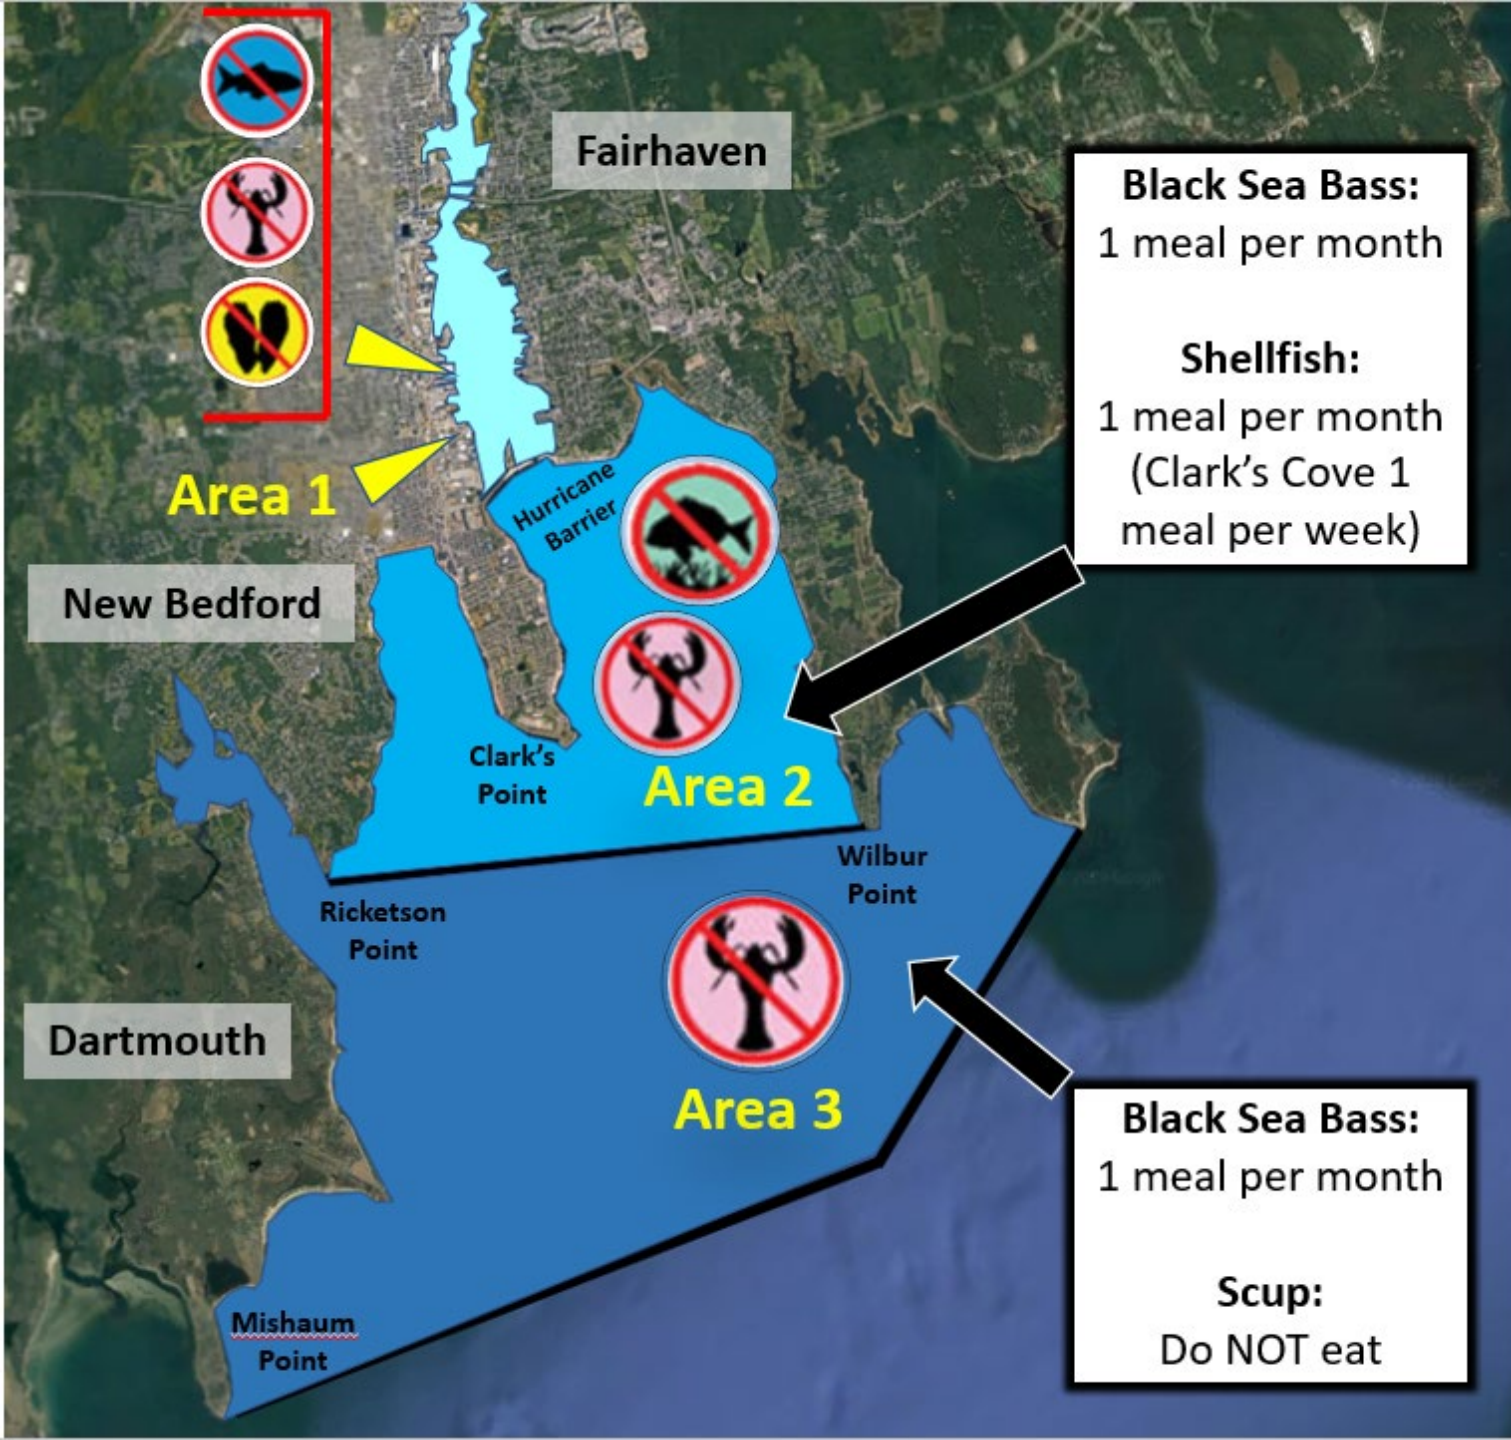 Fairhaven
Black Sea Bass:
1 meal per month
Shellfish:
1 meal per month
(Clark's Cove 1
meal per week)
Area 1
Hurricane
Barrier
New Bedford
Clark's
Point
Area 2
Wilbur
Point
Ricketson
Point
Dartmouth
Area 3
Black Sea Bass:
1 meal per month
Scup:
Do NOT eat
Mishaum
Point